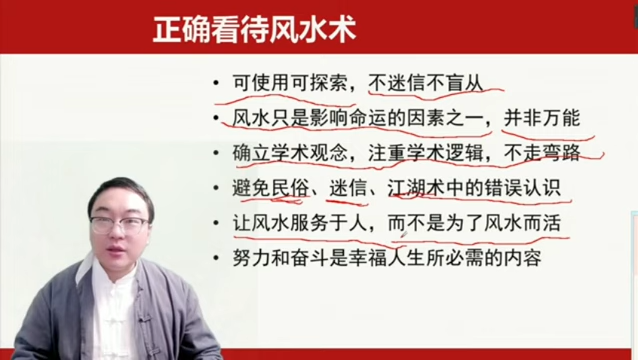 正确看待风水术
• 可使用可探索，不迷信不盲从
• 风水只是影响命运的因素之一，并非万能
• 确立学术观念，注重学术逻辑，不走弯路
• 避免民俗、迷信、江湖术中的错误认识
• 让风水服务于人，而不是为了风水而活
• 努力和奋斗是幸福人生所必需的内容